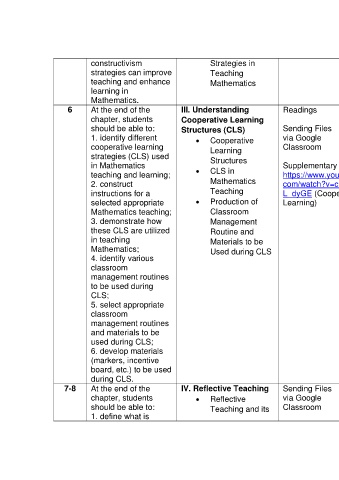 constructivism
strategies can improve
teaching and enhance
learning in
Mathematics.
Strategies in
Teaching
Mathematics
6
At the end of the
chapter, students
should be able to:
1. identify different
cooperative learning
strategies (CLS) used
in Mathematics
teaching and learning;
2. construct
instructions for a
selected appropriate
Mathematics teaching;
3. demonstrate how
these CLS are utilized
in teaching
Mathematics;
4. identify various
classroom
management routines
to be used during
CLS;
5. select appropriate
classroom
management routines
and materials to be
used during CLS;
6. develop materials
(markers, incentive
board, etc.) to be used
during CLS.
III. Understanding
Cooperative Learning
Structures (CLS)
• Cooperative
Learning
Structures
• CLS in
Mathematics
Teaching
• Production of
Classroom
Management
Routine and
Materials to be
Used during CLS
Readings
Sending Files
via Google
Classroom
Supplementary
https://www.you
com/watch?v=c
L_dyGE (Coope
Learning)
7-8
At the end of the
chapter, students
should be able to:
1. define what is
IV. Reflective Teaching
• Reflective
Teaching and its
Sending Files
via Google
Classroom